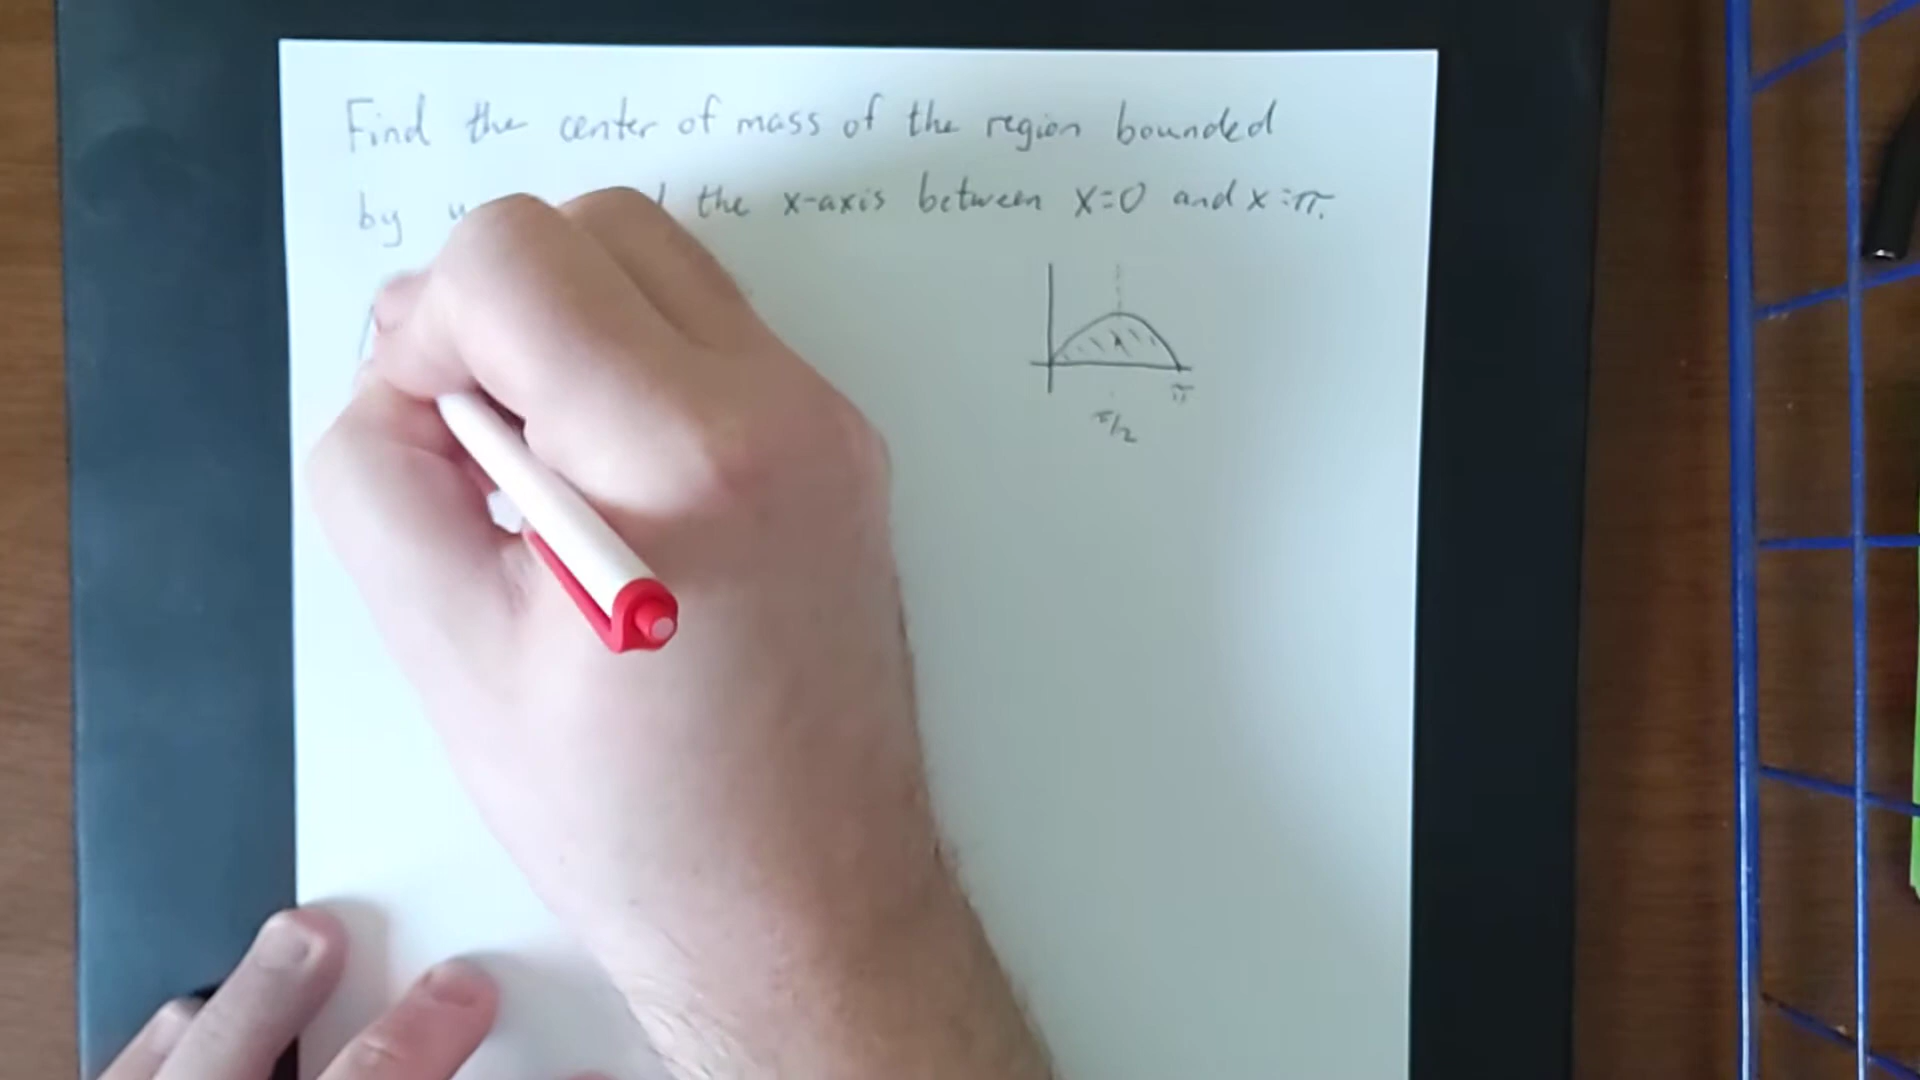 Find the center of mass of the region bounded
by the x-axis between x=0 and x=π.
π
π/2